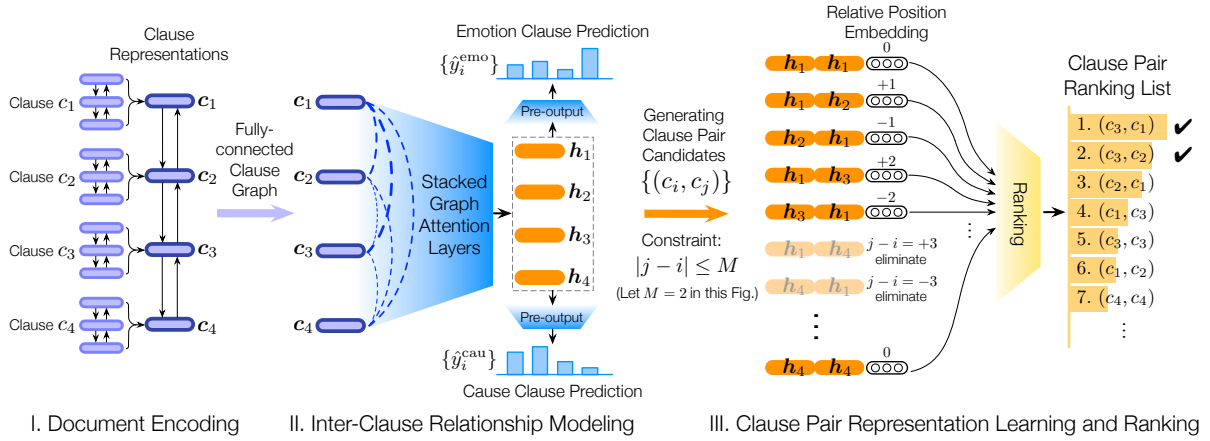 Clause
Representations
Clause c₁
c₁
Clause c₂
c₂
Clause c₃
c₃
Clause c₄
c₄
I. Document Encoding
Fully-
connected
Clause Graph
c₁
c₂
c₃
c₄
Stacked
Graph
Attention
Layers
Emotion Clause Prediction
{ŷᵢᵉᵐᵒ}
Pre-output
h₁
h₂
h₃
h₄
Pre-output
{ŷᵢᶜᵃᵘ}
Cause Clause Prediction
II. Inter-Clause Relationship Modeling
Generating
Clause Pair
Candidates
{(cᵢ, cⱼ)}
Constraint:
|j − i| ≤ M
(Let M = 2 in this Fig.)
Relative Position
Embedding
h₁ h₁ 0
h₁ h₂ +1
h₂ h₁ −1
h₁ h₃ +2
h₃ h₁ −2
h₁ h₄ j − i = +3
eliminate
h₄ h₁ j − i = −3
eliminate
...
...
h₄ h₄ 0
Ranking
Clause Pair
Ranking List
1. (c₃, c₁) ✔
2. (c₃, c₂) ✔
3. (c₂, c₁)
4. (c₁, c₃)
5. (c₃, c₃)
6. (c₁, c₂)
7. (c₄, c₄)
...
III. Clause Pair Representation Learning and Ranking